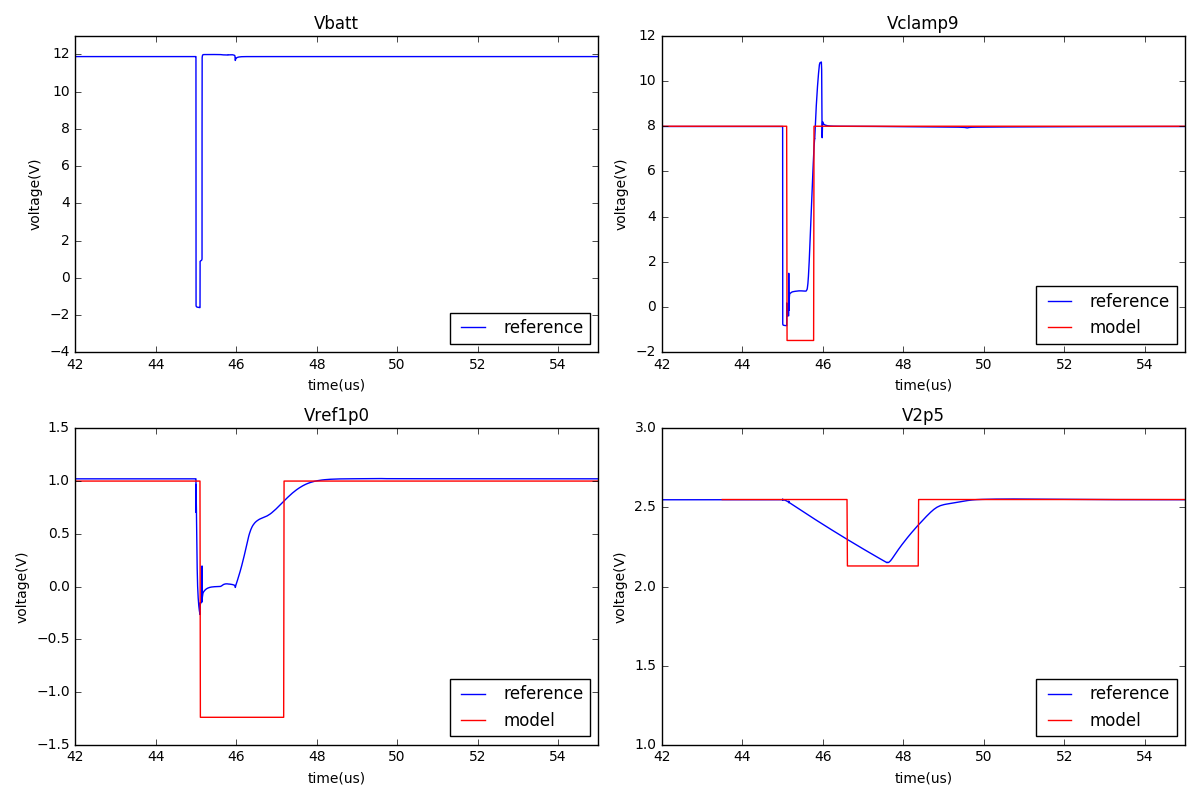 Vbatt
12
10
8
6
4
2
0
−2
−4
voltage(V)
42 44 46 48 50 52 54
time(us)
reference
Vclamp9
12
10
8
6
4
2
0
−2
voltage(V)
42 44 46 48 50 52 54
time(us)
reference
model
Vref1p0
1.5
1.0
0.5
0.0
−0.5
−1.0
−1.5
voltage(V)
42 44 46 48 50 52 54
time(us)
reference
model
V2p5
3.0
2.5
2.0
1.5
1.0
voltage(V)
42 44 46 48 50 52 54
time(us)
reference
model